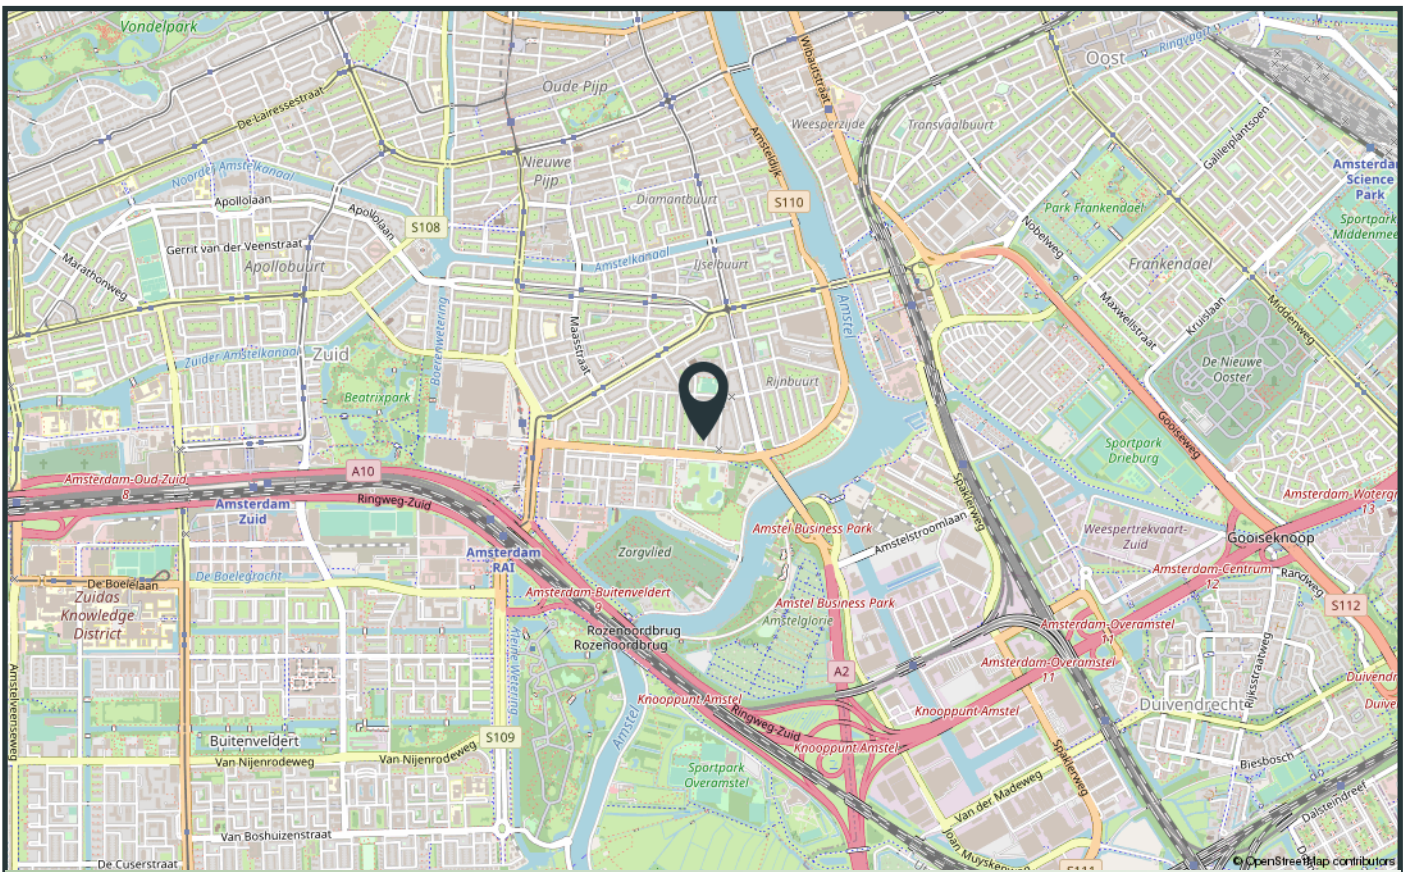 Vondelpark
De Lairessestraat
Oude Pijp
Wibautstraat
Weesperzijde
Transvaalbuurt
Oost
Ringvaart
Galileiplantsoen
Amsterda
Science
Park
Sportpark
Middenmee
Noorder Amstelkanaal
Nieuwe
Pijp
Amsteldijk
Diamantbuurt
S110
Park Frankendael
Apollolaan
Apollolaan
S108
Gerrit van der Veenstraat
Apollobuurt
Marathonweg
Amstelkanaal
IJselbuurt
Nobelweg
Frankendael
Maxwellstraat
Kruislaan
Middenweg
Amstel
Boerenwetering
Maasstraat
Zuider Amstelkanaal
Zuid
Beatrixpark
Rijnbuurt
De Nieuwe
Ooster
Gooiseweg
Sportpark
Drieburg
A10
Amsterdam-Oud-Zuid
8
Amsterdam
Zuid
Ringweg-Zuid
Spaklerweg
Amsterdam-Watergr
13
Amstel Business Park
Amstelstroomlaan
Weespertrekvaart-
Zuid
Gooiseknoop
Zorgvlied
Amsterdam
RAI
De Boelelaan
De Boelegracht
Zuidas
Knowledge
District
Amsterdam-Buitenveldert
9
Amstel Business Park
Amstelglorie
Amsterdam-Centrum
12
Randweg
S112
Rozenoordbrug
Rozenoordbrug
Amsterdam-Overamstel
11
Amsterdam-Overamstel
11
Rijksstraatweg
A2
Amstelveenseweg
Kleine Wetering
Amstel
Knooppunt Amstel
Ringweg-Zuid
Knooppunt Amstel
Knooppunt Amstel
Duivendrecht
Duivendr
Duive
Buitenveldert
S109
Van Nijenrodeweg
Van Nijenrodeweg
Sportpark
Overamstel
Spaklerweg
Biesbosch
Van der Madeweg
Dalsteindreef
Van Boshuizenstraat
Joan Muyskenweg
De Cuserstraat
S111
© OpenStreetMap contributors